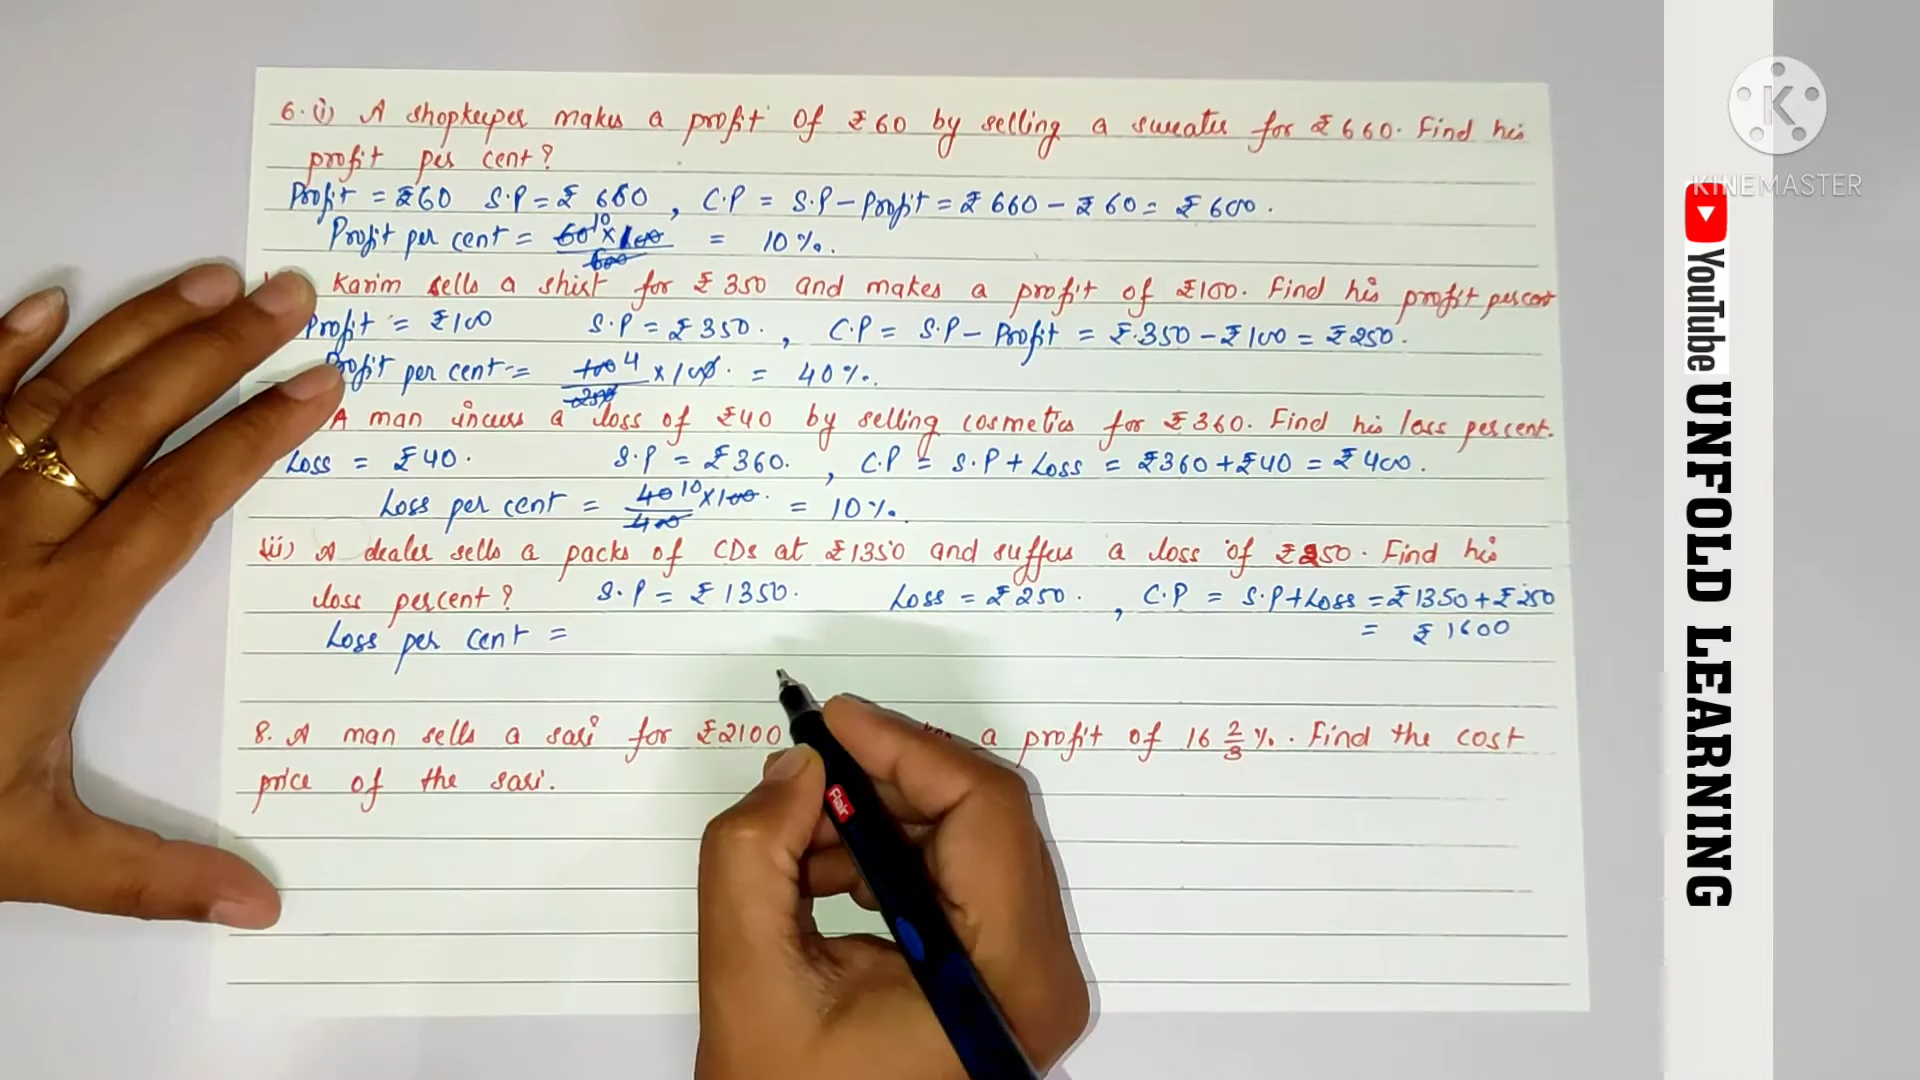 6. (i) A shopkeeper makes a profit of ₹60 by selling a sweater for ₹660. Find his
profit per cent?
Profit = ₹60 S.P = ₹660 , C.P = S.P - Profit = ₹660 - ₹60 = ₹600.
Profit per cent = 60 10 × 100 / 600 = 10%.
Karim sells a shirt for ₹350 and makes a profit of ₹100. Find his profit percent
Profit = ₹100 S.P = ₹350. , C.P = S.P - Profit = ₹.350 - ₹100 = ₹250.
Profit per cent = 100 4 / 250 × 100. = 40%.
A man incurs a loss of ₹40 by selling cosmetics for ₹360. Find his loss percent.
Loss = ₹40. S.P = ₹360. , C.P = S.P + Loss = ₹360 + ₹40 = ₹400.
Loss per cent = 40 10 × 100. / 400 = 10%.
(ii) A dealer sells a packs of CDs at ₹1350 and suffers a loss of ₹250. Find his
loss percent? S.P = ₹1350. Loss = ₹250. , C.P = S.P + Loss = ₹1350 + ₹250
= ₹1600
Loss per cent =
8. A man sells a sari for ₹2100 a profit of 16 2/3 %. Find the cost
price of the sari.
Flair
K
KINEMASTER
YouTube
UNFOLD LEARNING